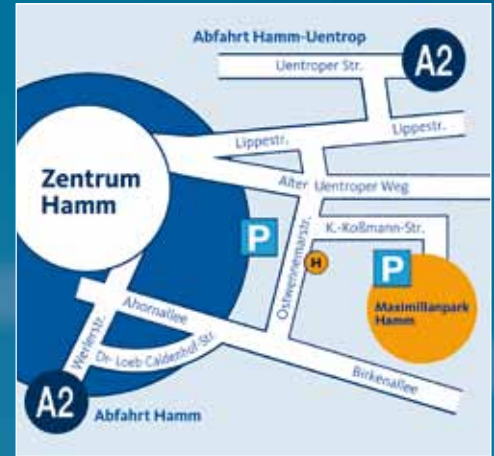 Abfahrt Hamm-Uentrop
A2
Uentroper Str.
Lippestr.
Lippestr.
Zentrum
Hamm
Alter Uentroper Weg
K.-Koßmann-Str.
P
Ostwennemarstr.
H
P
Maximilianpark
Hamm
Ahornallee
Werlerstr.
Dr.-Loeb-Caldenhof-Str.
Birkenallee
A2
Abfahrt Hamm